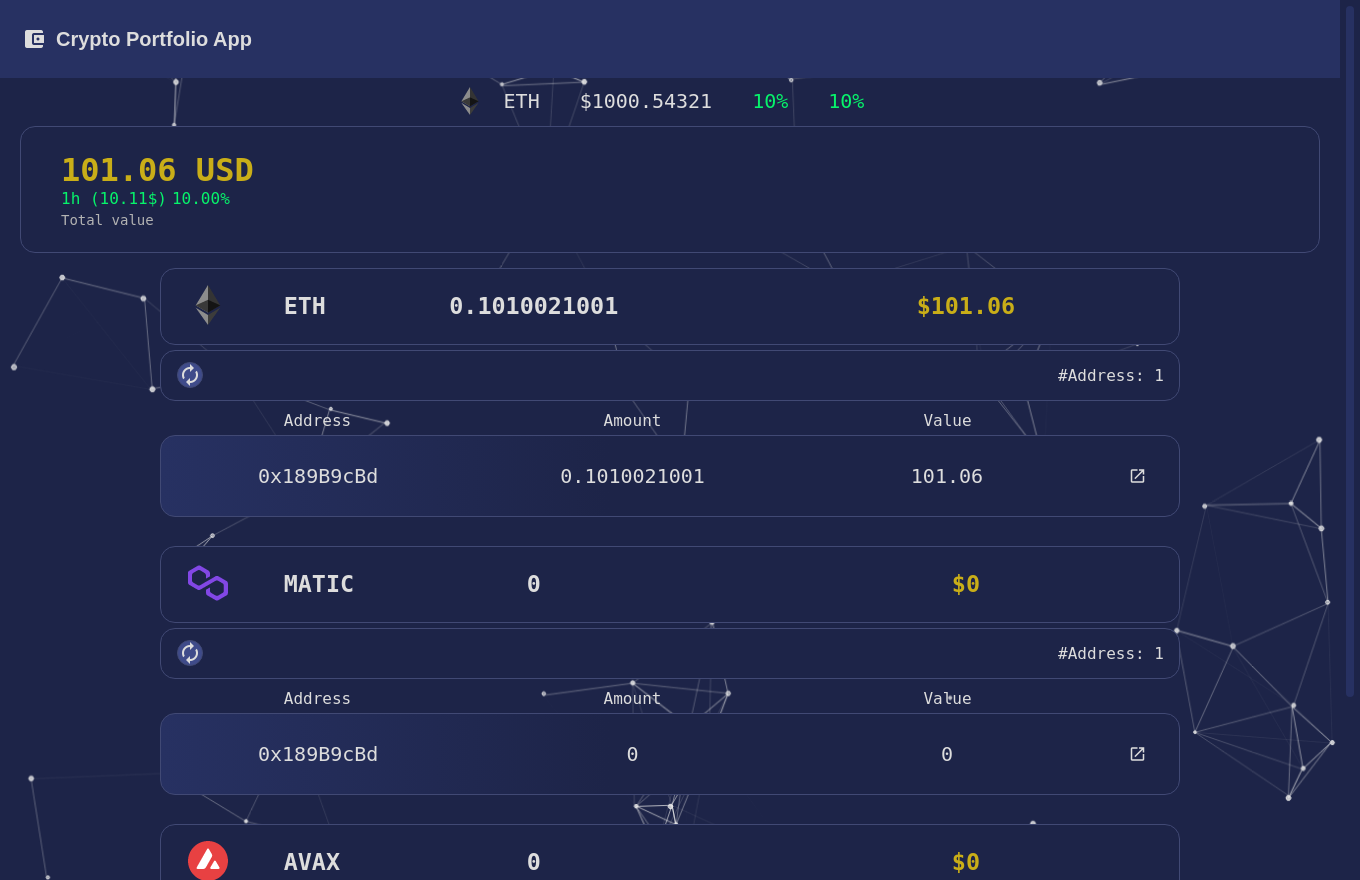 Crypto Portfolio App
ETH $1000.54321 10% 10%
101.06 USD
1h (10.11$) 10.00%
Total value
ETH 0.1010021001 $101.06
#Address: 1
Address Amount Value
0x189B9cBd 0.1010021001 101.06
MATIC 0 $0
#Address: 1
Address Amount Value
0x189B9cBd 0 0
AVAX 0 $0